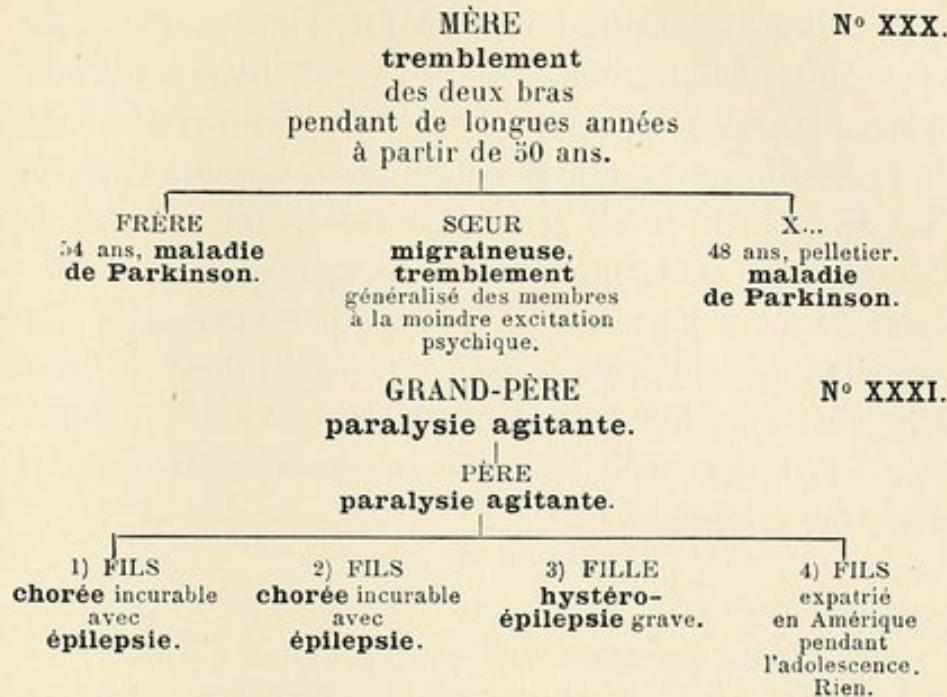 MÈRE
Nº XXX.
tremblement
des deux bras
pendant de longues années
à partir de 50 ans.
FRÈRE
54 ans, maladie
de Parkinson.
SŒUR
migraineuse,
tremblement
généralisé des membres
à la moindre excitation
psychique.
X...
48 ans, pelletier.
maladie
de Parkinson.
GRAND-PÈRE
Nº XXXI.
paralysie agitante.
PÈRE
paralysie agitante.
1) FILS
chorée incurable
avec
épilepsie.
2) FILS
chorée incurable
avec
épilepsie.
3) FILLE
hystéro-
épilepsie grave.
4) FILS
expatrié
en Amérique
pendant
l'adolescence.
Rien.